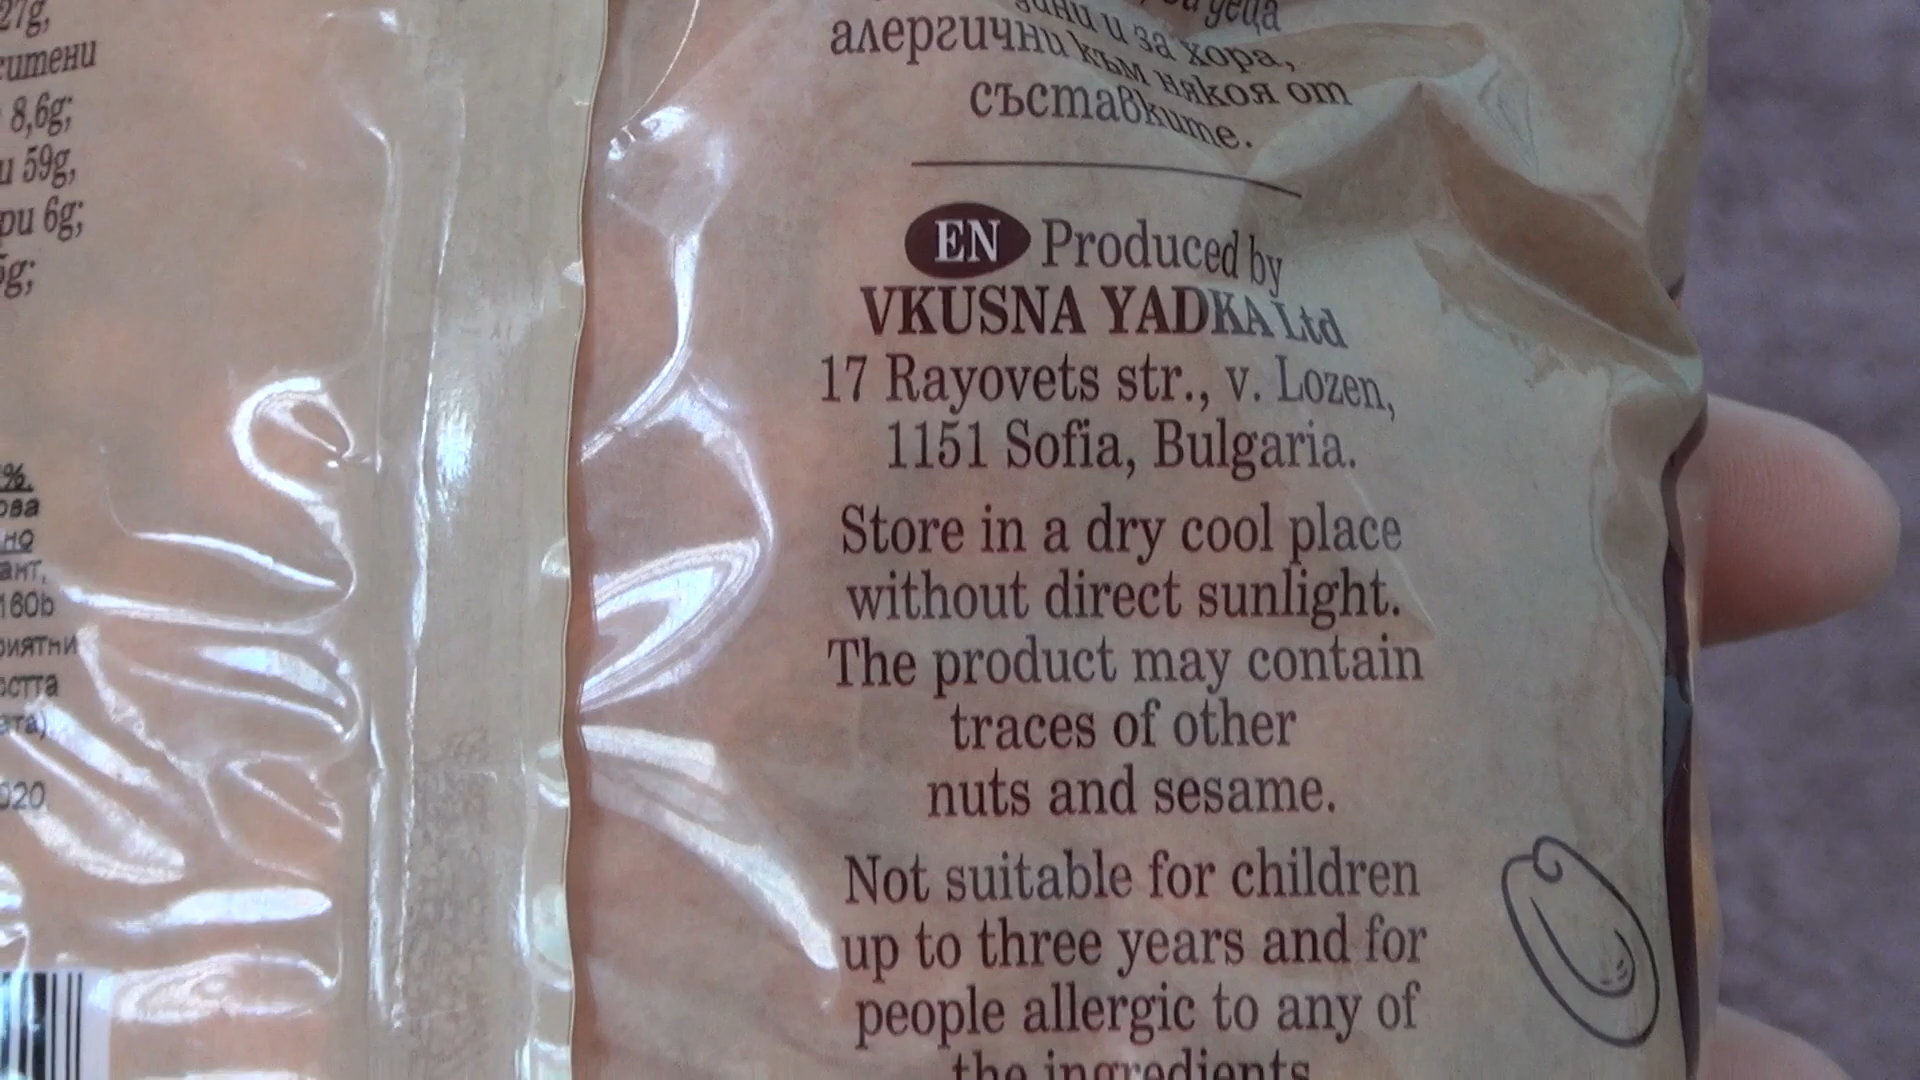 27g,
8,6g;
59g,
6g;
160b
алергични към някоя от
съставките.
EN Produced by
VKUSNA YADKA Ltd
17 Rayovets str., v. Lozen,
1151 Sofia, Bulgaria.
Store in a dry cool place
without direct sunlight.
The product may contain
traces of other
nuts and sesame.
Not suitable for children
up to three years and for
people allergic to any of
the ingredients